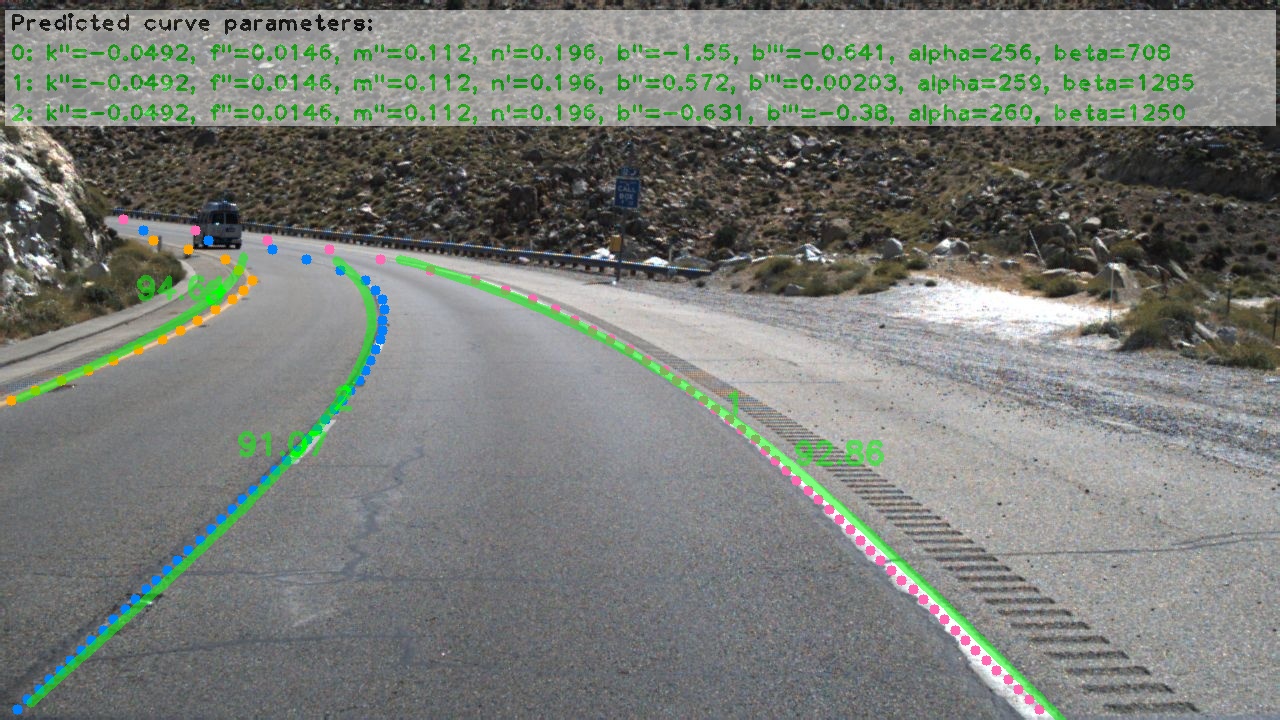 Predicted curve parameters:
0: k''=-0.0492, f''=0.0146, m''=0.112, n'=0.196, b''=-1.55, b'''=-0.641, alpha=256, beta=708
1: k''=-0.0492, f''=0.0146, m''=0.112, n'=0.196, b''=0.572, b'''=0.00203, alpha=259, beta=1285
2: k''=-0.0492, f''=0.0146, m''=0.112, n'=0.196, b''=-0.631, b'''=-0.38, alpha=260, beta=1250
CALL
BOX
2
1
91.97
92.86